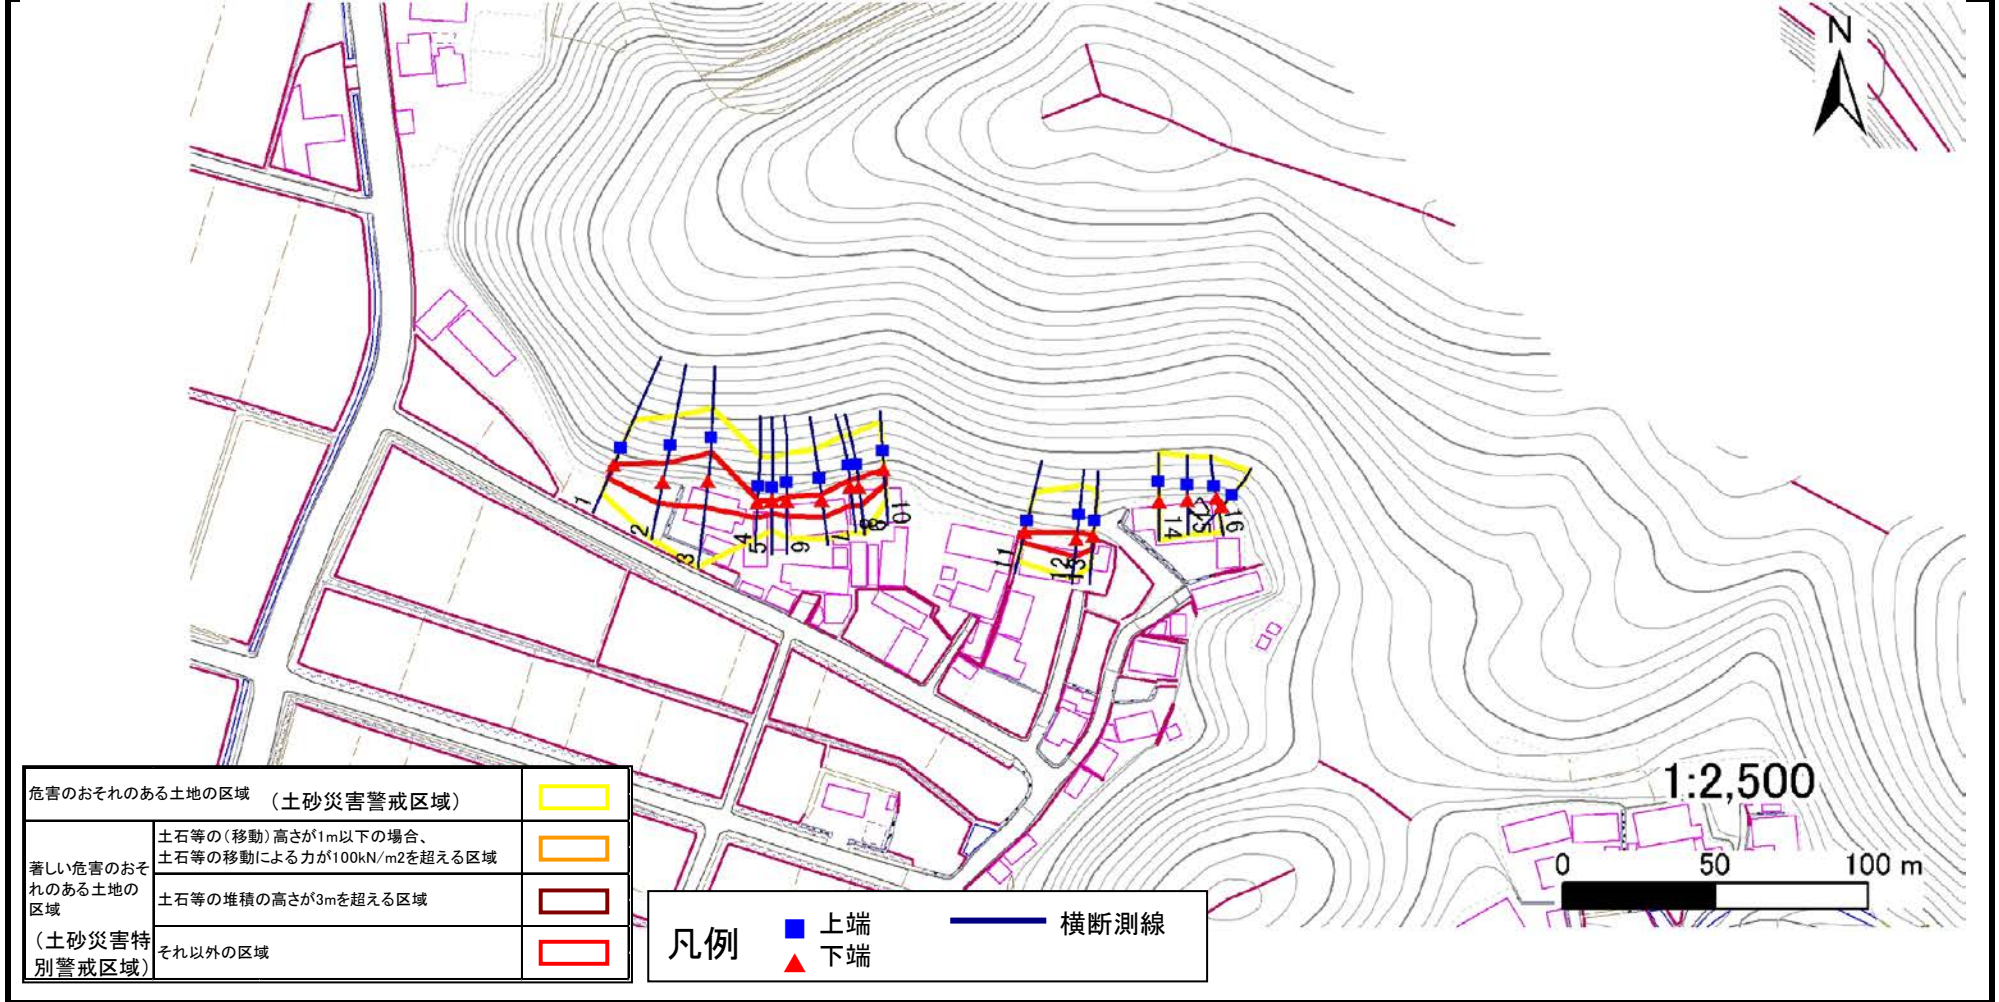 N
1
2
3
4
5
6
7
8
9
10
11
12
13
14
15
16
1:2,500
0 50 100 m
危害のおそれのある土地の区域 (土砂災害警戒区域)
著しい危害のおそ
れのある土地の
区域
(土砂災害特
別警戒区域)
土石等の(移動)高さが1m以下の場合、
土石等の移動による力が100kN/m2を超える区域
土石等の堆積の高さが3mを超える区域
それ以外の区域
凡例
上端
下端
横断測線